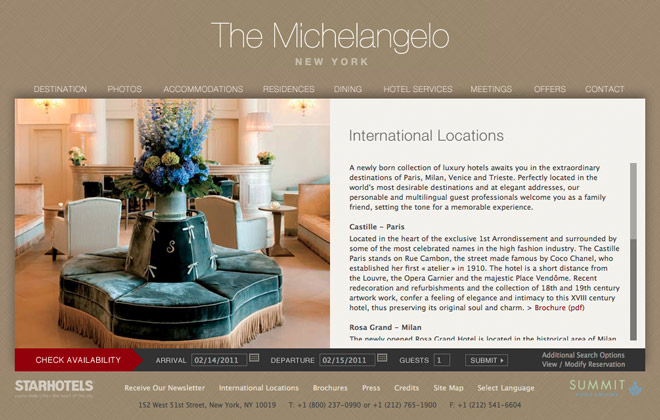 The Michelangelo
NEW YORK
DESTINATION PHOTOS ACCOMMODATIONS RESIDENCES DINING HOTEL SERVICES MEETINGS OFFERS CONTACT
International Locations
A newly born collection of luxury hotels awaits you in the extraordinary
destinations of Paris, Milan, Venice and Trieste. Perfectly located in the
world's most desirable destinations and at elegant addresses, our
personable and multilingual guest professionals welcome you as a family
friend, setting the tone for a memorable experience.
Castille - Paris
Located in the heart of the exclusive 1st Arrondissement and surrounded by
some of the most celebrated names in the high fashion industry. The Castille
Paris stands on Rue Cambon, the street made famous by Coco Chanel, who
established her first « atelier » in 1910. The hotel is a short distance from
the Louvre, the Opera Garnier and the majestic Place Vendôme. Recent
redecoration and refurbishments and the collection of 18th and 19th century
artwork work, confer a feeling of elegance and intimacy to this XVIII century
hotel, thus preserving its original soul and charm. > Brochure (pdf)
Rosa Grand - Milan
The newly opened Rosa Grand Hotel is located in the historical area of Milan
S
CHECK AVAILABILITY ARRIVAL 02/14/2011 DEPARTURE 02/15/2011 GUESTS 1 SUBMIT
Additional Search Options
View / Modify Reservation
STARHOTELS Receive Our Newsletter International Locations Brochures Press Credits Site Map Select Language SUMMIT
152 West 51st Street, New York, NY 10019 T: +1 (800) 237-0990 or +1 (212) 765-1900 F: +1 (212) 541-6604